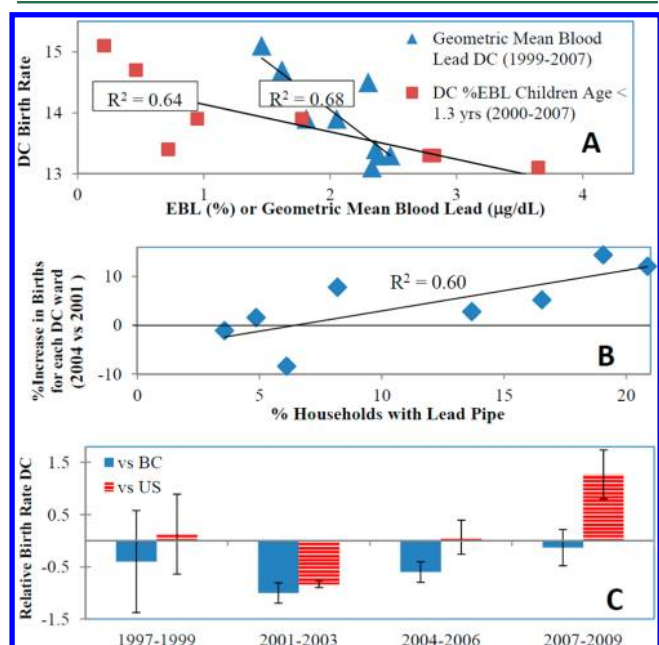 15
14
13
DC Birth Rate
Geometric Mean Blood
Lead DC (1999-2007)
DC %EBL Children Age <
1.3 yrs (2000-2007)
R² = 0.64
R² = 0.68
A
0 1 2 3 4
EBL (%) or Geometric Mean Blood Lead (μg/dL)
%Increase in Births
for each DC ward
(2004 vs 2001)
10
0
-10
R² = 0.60
B
0 5 10 15 20
% Households with Lead Pipe
Relative Birth Rate DC
1.5
0.5
-0.5
-1.5
vs BC
vs US
C
1997-1999 2001-2003 2004-2006 2007-2009